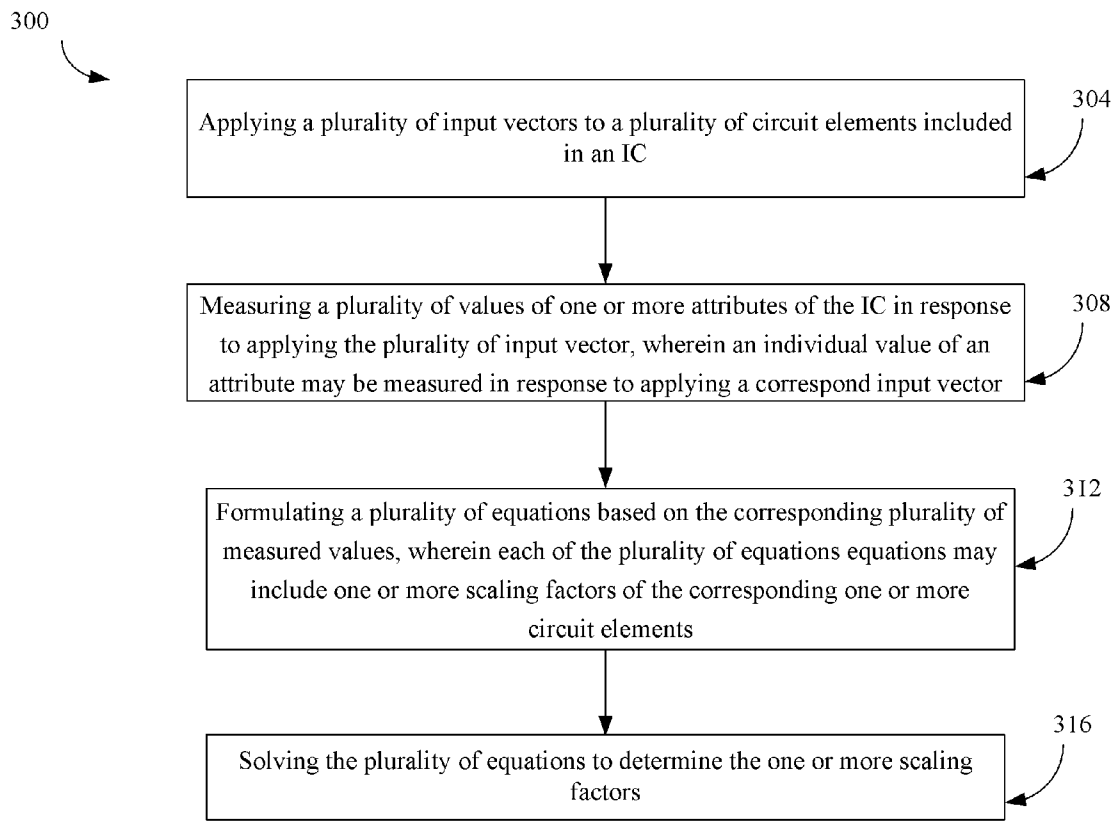 300
304
Applying a plurality of input vectors to a plurality of circuit elements included
in an IC
308
Measuring a plurality of values of one or more attributes of the IC in response
to applying the plurality of input vector, wherein an individual value of an
attribute may be measured in response to applying a correspond input vector
312
Formulating a plurality of equations based on the corresponding plurality of
measured values, wherein each of the plurality of equations equations may
include one or more scaling factors of the corresponding one or more
circuit elements
316
Solving the plurality of equations to determine the one or more scaling
factors